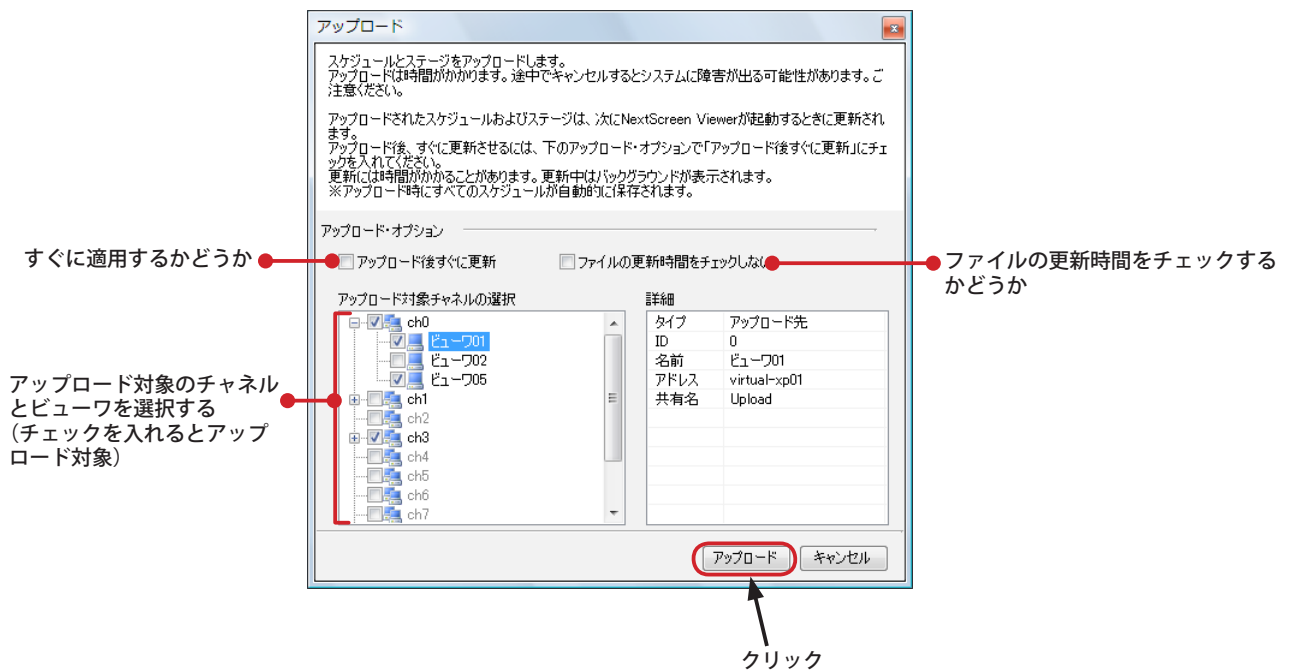 アップロード
スケジュールとステージをアップロードします。
アップロードは時間がかかります。途中でキャンセルするとシステムに障害が出る可能性があります。ご
注意ください。
アップロードされたスケジュールおよびステージは、次にNextScreen Viewerが起動するときに更新され
ます。
アップロード後、すぐに更新させるには、下のアップロード・オプションで「アップロード後すぐに更新」にチェ
ックを入れてください。
更新には時間がかかることがあります。更新中はバックグラウンドが表示されます。
※アップロード時にすべてのスケジュールが自動的に保存されます。
アップロード・オプション
すぐに適用するかどうか
アップロード後すぐに更新
ファイルの更新時間をチェックしない
ファイルの更新時間をチェックする
かどうか
アップロード対象チャネルの選択
ch0
ビューワ01
ビューワ02
ビューワ05
ch1
ch2
ch3
ch4
ch5
ch6
ch7
アップロード対象のチャネル
とビューワを選択する
（チェックを入れるとアップ
ロード対象）
詳細
タイプ アップロード先
ID 0
名前 ビューワ01
アドレス virtual-xp01
共有名 Upload
アップロード
キャンセル
クリック